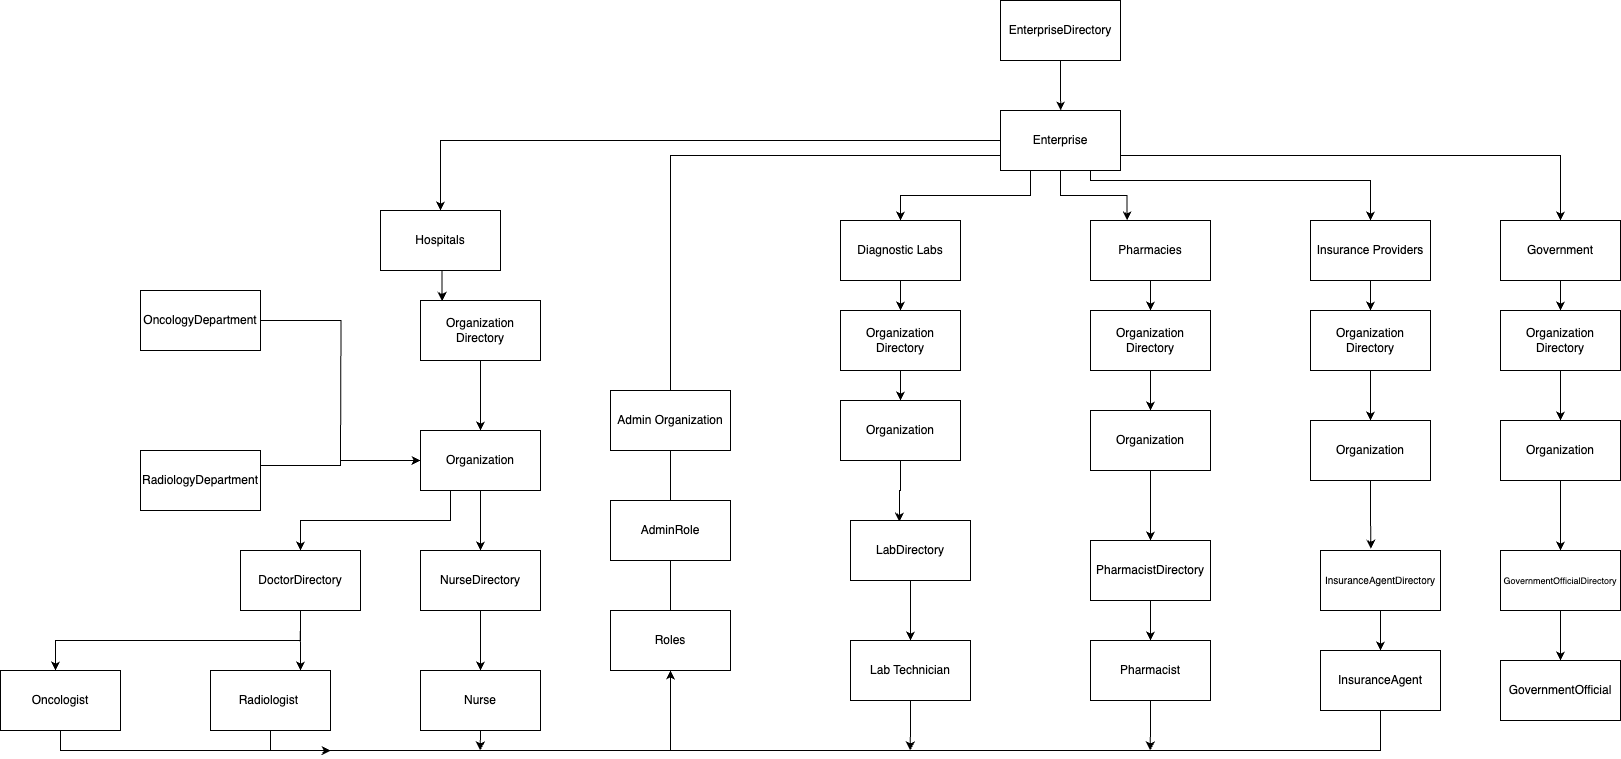 EnterpriseDirectory
Enterprise
Hospitals
Diagnostic Labs
Pharmacies
Insurance Providers
Government
OncologyDepartment
Organization
Directory
Organization
Directory
Organization
Directory
Organization
Directory
Organization
Directory
Admin Organization
Organization
Organization
Organization
Organization
Organization
RadiologyDepartment
AdminRole
LabDirectory
PharmacistDirectory
DoctorDirectory
NurseDirectory
InsuranceAgentDirectory
GovernmentOfficialDirectory
Roles
Lab Technician
Pharmacist
InsuranceAgent
GovernmentOfficial
Oncologist
Radiologist
Nurse